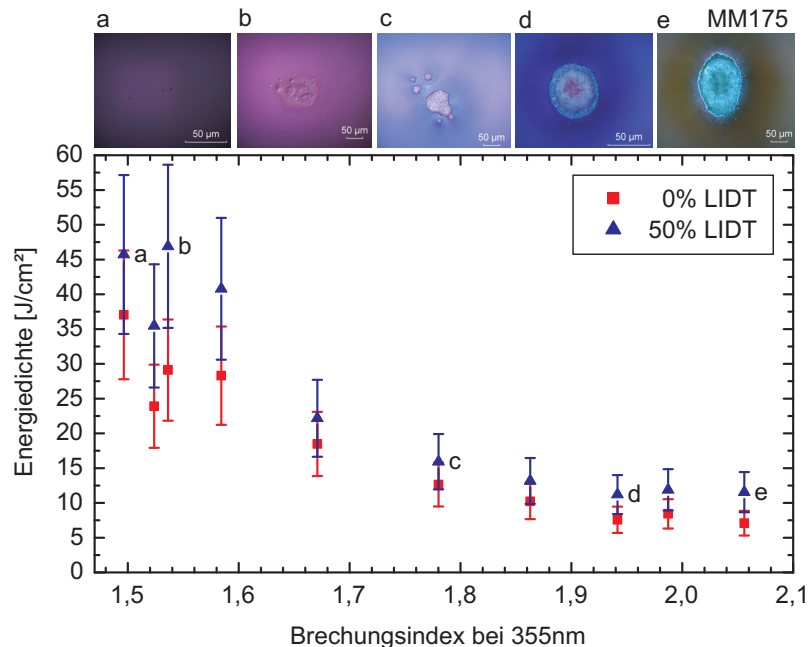 a b c d e MM175
50 µm 50 µm 50 µm 50 µm 50 µm
60
55
50
45
40
35
30
25
20
15
10
5
0
Energiedichte [J/cm²]
0% LIDT
50% LIDT
a
b
c
d
e
1,5 1,6 1,7 1,8 1,9 2,0 2,1
Brechungsindex bei 355nm